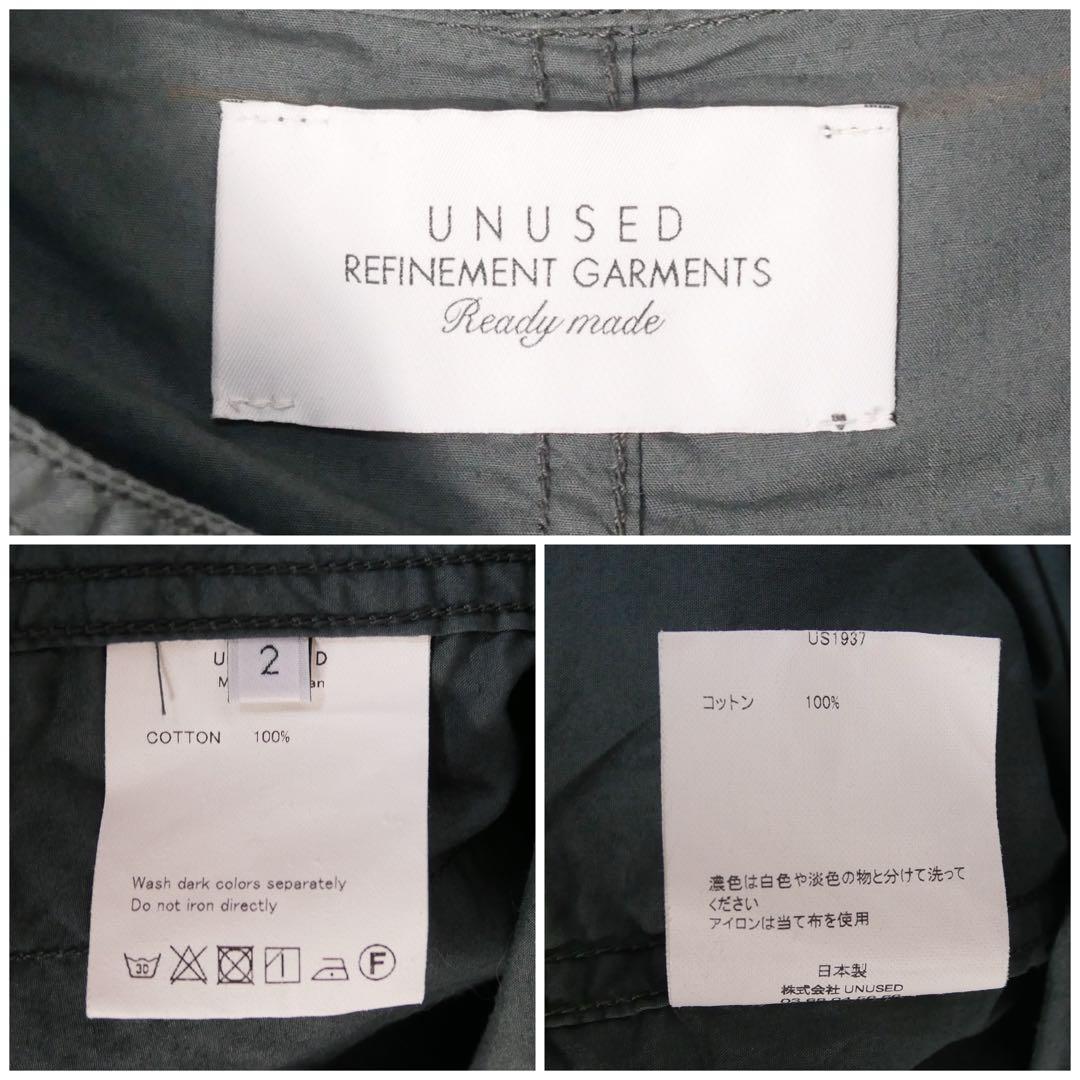 UNUSED
REFINEMENT GARMENTS
Ready made
2
COTTON 100%
Wash dark colors separately
Do not iron directly
30
F
US1937
コットン 100%
濃色は白色や淡色の物と分けて洗って
ください
アイロンは当て布を使用
日本製
株式会社 UNUSED